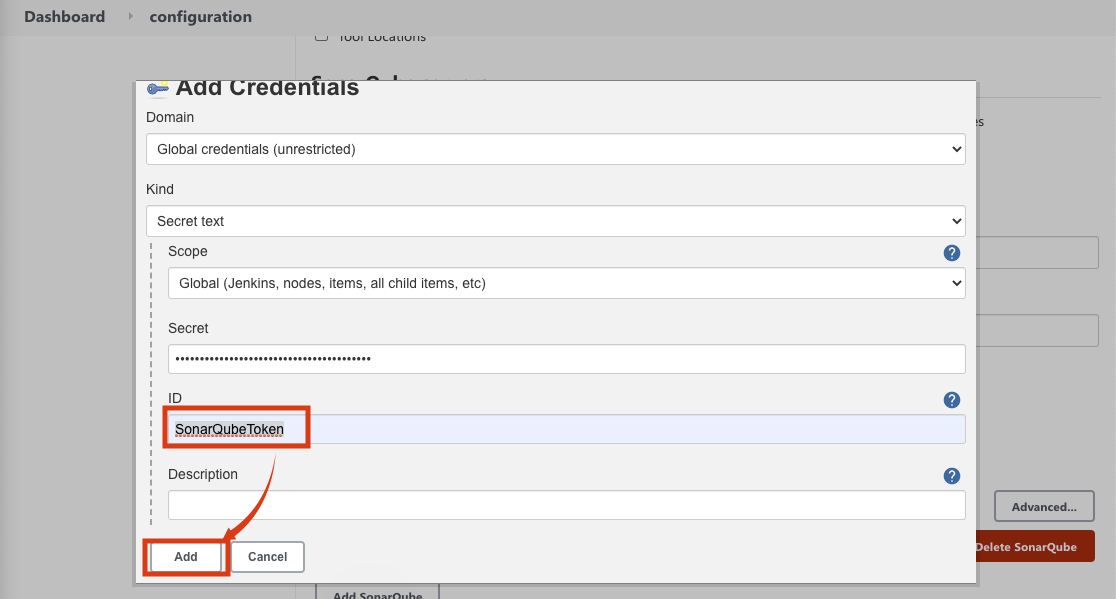 Dashboard configuration
Tool Locations
Add Credentials
es
Domain
Global credentials (unrestricted)
Kind
Secret text
Scope
?
Global (Jenkins, nodes, items, all child items, etc)
Secret
••••••••••••••••••••••••••••••••••••••••
ID
?
SonarQubeToken
Description
?
Advanced...
Add Cancel
Delete SonarQube
Add SonarQube